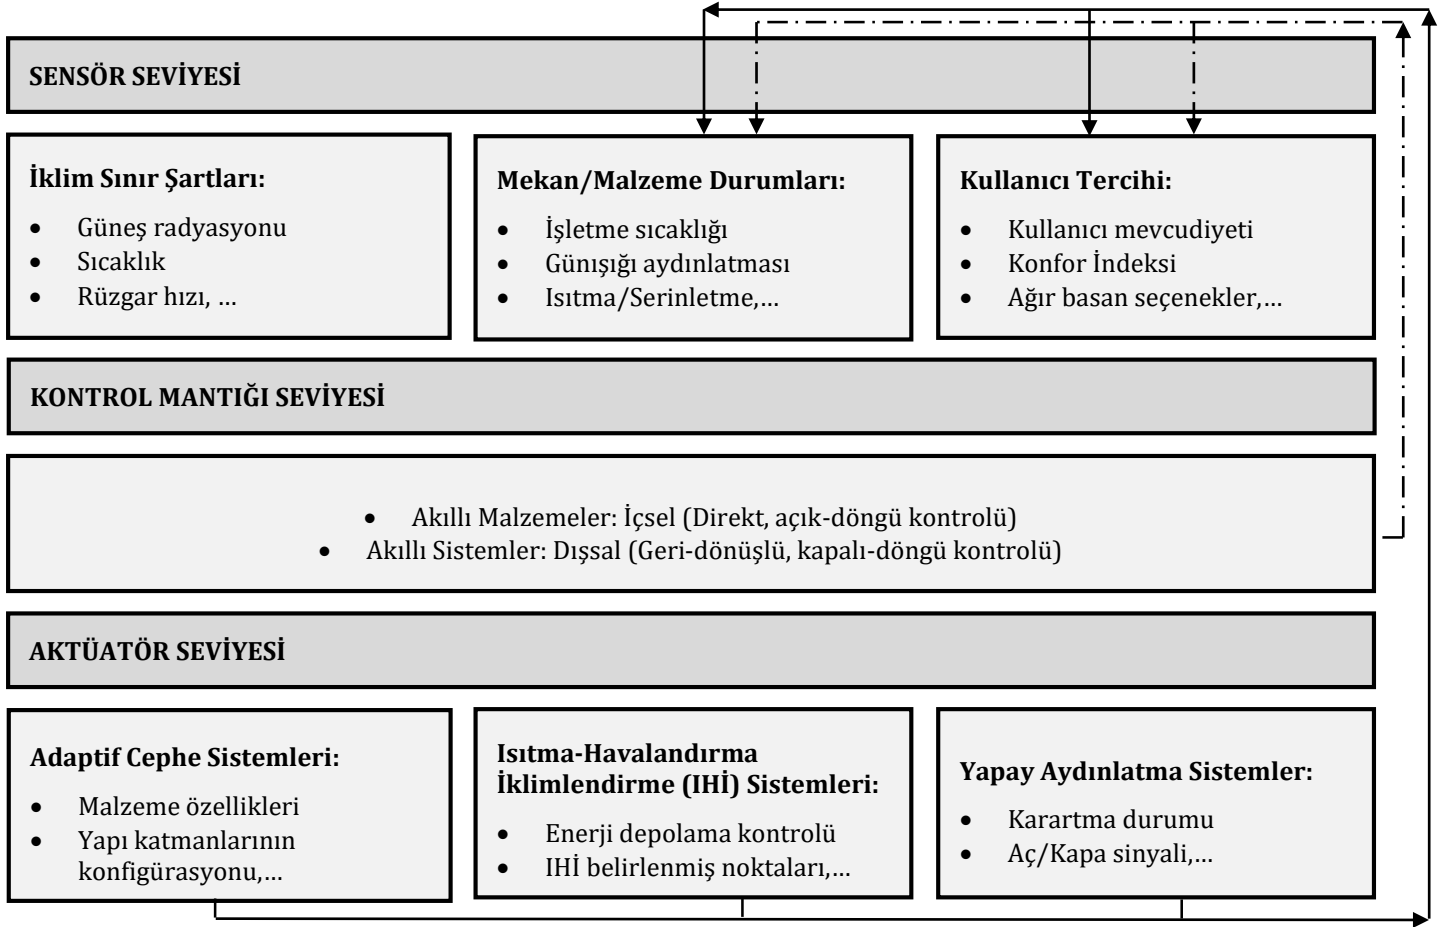 SENSÖR SEVİYESİ
İklim Sınır Şartları:
• Güneş radyasyonu
• Sıcaklık
• Rüzgar hızı, …
Mekan/Malzeme Durumları:
• İşletme sıcaklığı
• Günışığı aydınlatması
• Isıtma/Serinletme,…
Kullanıcı Tercihi:
• Kullanıcı mevcudiyeti
• Konfor İndeksi
• Ağır basan seçenekler,…
KONTROL MANTIĞI SEVİYESİ
• Akıllı Malzemeler: İçsel (Direkt, açık-döngü kontrolü)
• Akıllı Sistemler: Dışsal (Geri-dönüşlü, kapalı-döngü kontrolü)
AKTÜATÖR SEVİYESİ
Adaptif Cephe Sistemleri:
• Malzeme özellikleri
• Yapı katmanlarının
konfigürasyonu,…
Isıtma-Havalandırma
İklimlendirme (IHİ) Sistemleri:
• Enerji depolama kontrolü
• IHİ belirlenmiş noktaları,…
Yapay Aydınlatma Sistemler:
• Karartma durumu
• Aç/Kapa sinyali,…